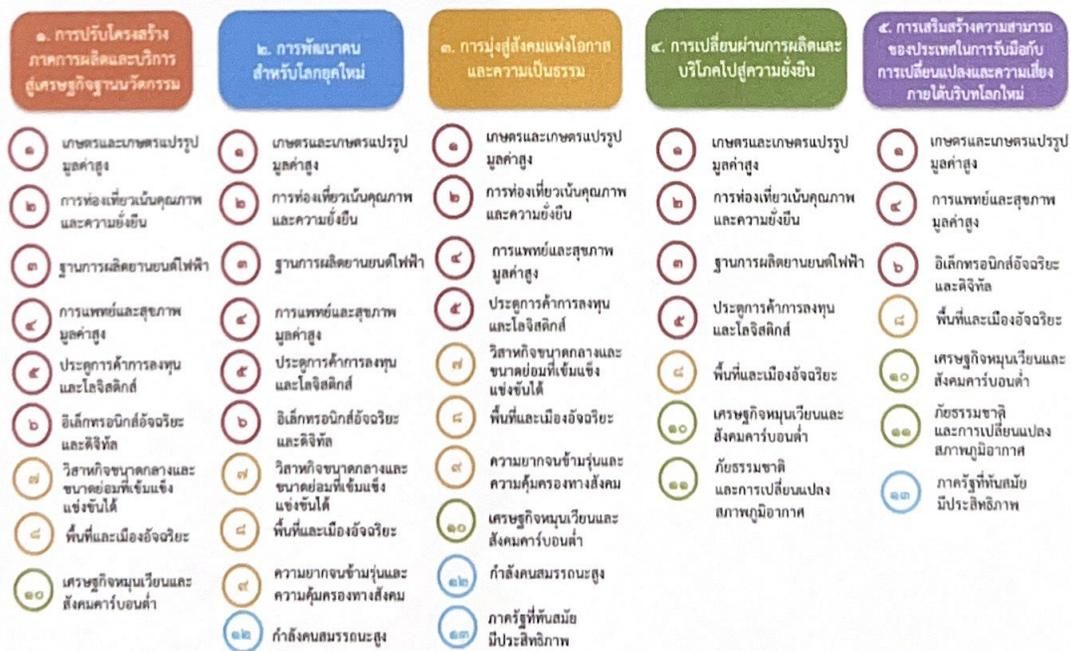 ๑. การปรับโครงสร้าง
ภาคการผลิตและบริการ
สู่เศรษฐกิจฐานนวัตกรรม
๑
เกษตรและเกษตรแปรรูป
มูลค่าสูง
๒
การท่องเที่ยวเน้นคุณภาพ
และความยั่งยืน
๓
ฐานการผลิตยานยนต์ไฟฟ้า
๔
การแพทย์และสุขภาพ
มูลค่าสูง
๕
ประตูการค้าการลงทุน
และโลจิสติกส์
๖
อิเล็กทรอนิกส์อัจฉริยะ
และดิจิทัล
๗
วิสาหกิจขนาดกลางและ
ขนาดย่อมที่เข้มแข็ง
แข่งขันได้
๘
พื้นที่และเมืองอัจฉริยะ
๑๐
เศรษฐกิจหมุนเวียนและ
สังคมคาร์บอนต่ำ
๒. การพัฒนาคน
สำหรับโลกยุคใหม่
๑
เกษตรและเกษตรแปรรูป
มูลค่าสูง
๒
การท่องเที่ยวเน้นคุณภาพ
และความยั่งยืน
๓
ฐานการผลิตยานยนต์ไฟฟ้า
๔
การแพทย์และสุขภาพ
มูลค่าสูง
๕
ประตูการค้าการลงทุน
และโลจิสติกส์
๖
อิเล็กทรอนิกส์อัจฉริยะ
และดิจิทัล
๗
วิสาหกิจขนาดกลางและ
ขนาดย่อมที่เข้มแข็ง
แข่งขันได้
๘
พื้นที่และเมืองอัจฉริยะ
๙
ความยากจนข้ามรุ่นและ
ความคุ้มครองทางสังคม
๑๒
กำลังคนสมรรถนะสูง
๓. การมุ่งสู่สังคมแห่งโอกาส
และความเป็นธรรม
๑
เกษตรและเกษตรแปรรูป
มูลค่าสูง
๒
การท่องเที่ยวเน้นคุณภาพ
และความยั่งยืน
๔
การแพทย์และสุขภาพ
มูลค่าสูง
๕
ประตูการค้าการลงทุน
และโลจิสติกส์
๗
วิสาหกิจขนาดกลางและ
ขนาดย่อมที่เข้มแข็ง
แข่งขันได้
๘
พื้นที่และเมืองอัจฉริยะ
๙
ความยากจนข้ามรุ่นและ
ความคุ้มครองทางสังคม
๑๐
เศรษฐกิจหมุนเวียนและ
สังคมคาร์บอนต่ำ
๑๒
กำลังคนสมรรถนะสูง
๑๓
ภาครัฐที่ทันสมัย
มีประสิทธิภาพ
๔. การเปลี่ยนผ่านการผลิตและ
บริโภคไปสู่ความยั่งยืน
๑
เกษตรและเกษตรแปรรูป
มูลค่าสูง
๒
การท่องเที่ยวเน้นคุณภาพ
และความยั่งยืน
๓
ฐานการผลิตยานยนต์ไฟฟ้า
๕
ประตูการค้าการลงทุน
และโลจิสติกส์
๘
พื้นที่และเมืองอัจฉริยะ
๑๐
เศรษฐกิจหมุนเวียนและ
สังคมคาร์บอนต่ำ
๑๑
ภัยธรรมชาติ
และการเปลี่ยนแปลง
สภาพภูมิอากาศ
๕. การเสริมสร้างความสามารถ
ของประเทศในการรับมือกับ
การเปลี่ยนแปลงและความเสี่ยง
ภายใต้บริบทโลกใหม่
๑
เกษตรและเกษตรแปรรูป
มูลค่าสูง
๔
การแพทย์และสุขภาพ
มูลค่าสูง
๖
อิเล็กทรอนิกส์อัจฉริยะ
และดิจิทัล
๘
พื้นที่และเมืองอัจฉริยะ
๑๐
เศรษฐกิจหมุนเวียนและ
สังคมคาร์บอนต่ำ
๑๑
ภัยธรรมชาติ
และการเปลี่ยนแปลง
สภาพภูมิอากาศ
๑๓
ภาครัฐที่ทันสมัย
มีประสิทธิภาพ